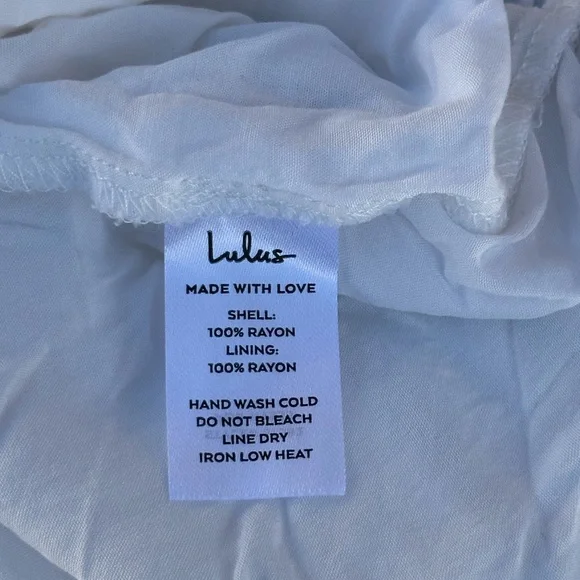 Lulus
MADE WITH LOVE
SHELL:
100% RAYON
LINING:
100% RAYON
HAND WASH COLD
DO NOT BLEACH
LINE DRY
IRON LOW HEAT